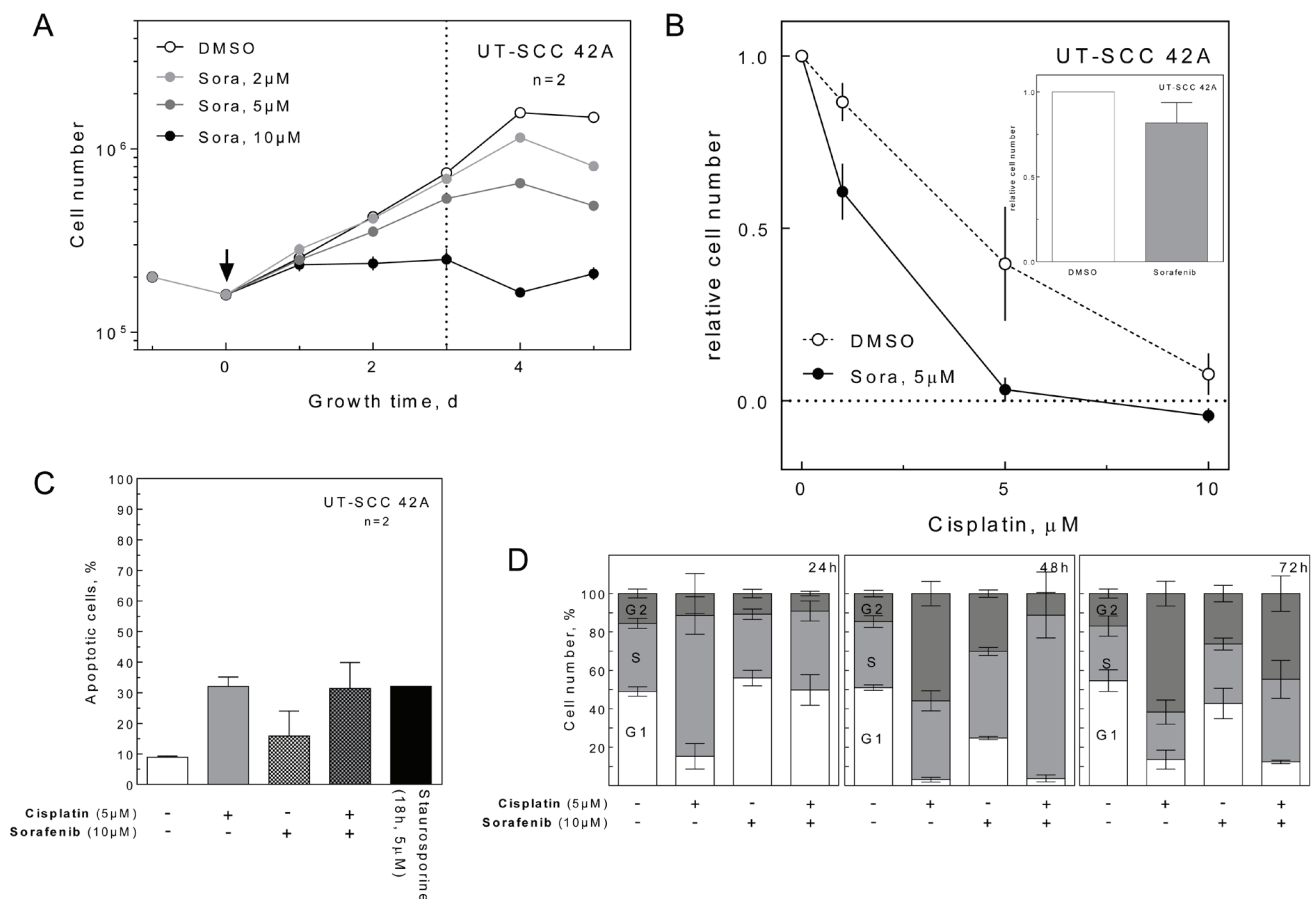 A
DMSO
Sora, 2µM
Sora, 5µM
Sora, 10µM
UT-SCC 42A
n=2
Cell number
10^6
10^5
0
2
4
Growth time, d
B
UT-SCC 42A
relative cell number
1.0
0.5
0.0
DMSO
Sora, 5µM
0
5
10
Cisplatin, µM
UT-SCC 42A
relative cell number
1.0
0.5
0.0
DMSO
Sorafenib
C
UT-SCC 42A
n=2
Apoptotic cells, %
100
90
80
70
60
50
40
30
20
10
0
Cisplatin (5µM) - + - +
Sorafenib (10µM) - - + +
Staurosporine
(18h, 5µM)
D
Cell number, %
100
80
60
40
20
24h
G2
S
G1
48h
G2
S
G1
72h
G2
S
G1
Cisplatin (5µM) - + - + - + - + - + - +
Sorafenib (10µM) - - + + - - + + - - + +